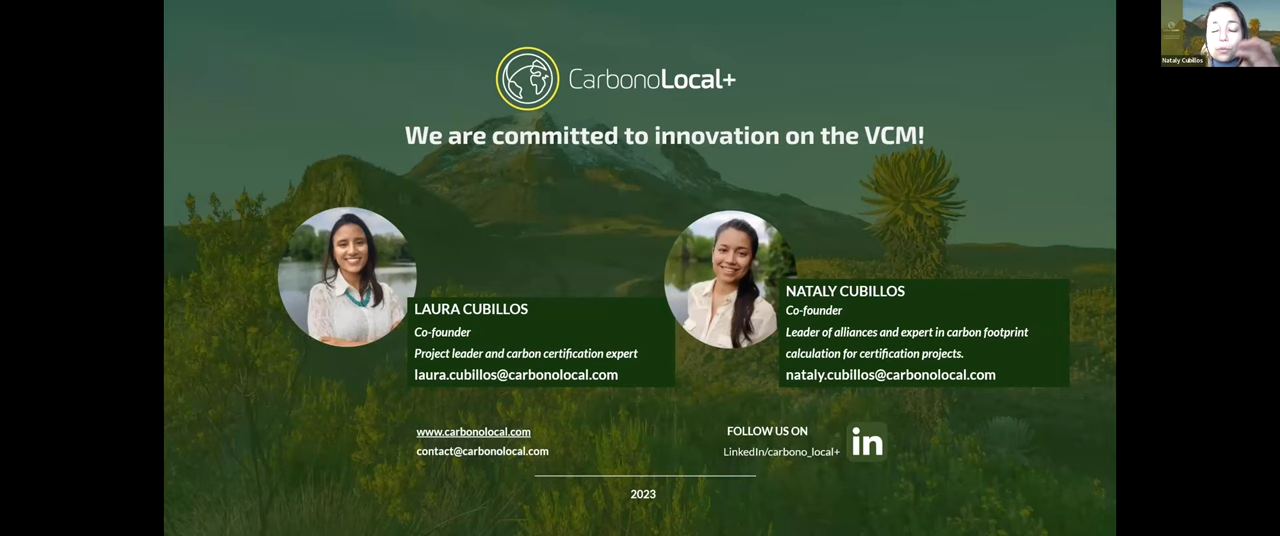 CarbonoLocal+
We are committed to innovation on the VCM!
LAURA CUBILLOS
Co-founder
Project leader and carbon certification expert
laura.cubillos@carbonolocal.com
NATALY CUBILLOS
Co-founder
Leader of alliances and expert in carbon footprint
calculation for certification projects.
nataly.cubillos@carbonolocal.com
www.carbonolocal.com
contact@carbonolocal.com
FOLLOW US ON
LinkedIn/carbono_local+
in
2023
Nataly Cubillos